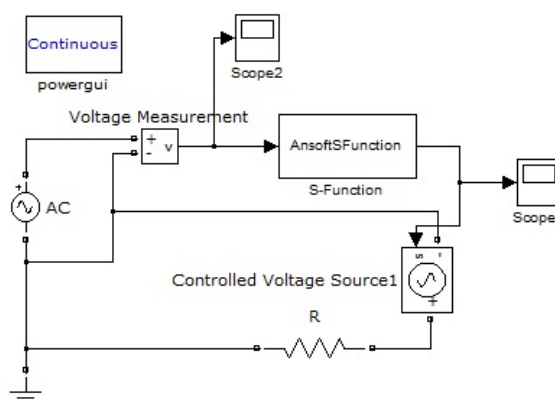 Continuous
powergui
Scope2
Voltage Measurement
+
-
v
AnsoftSFunction
S-Function
Scope
+
AC
s
-
Controlled Voltage Source1
+
R